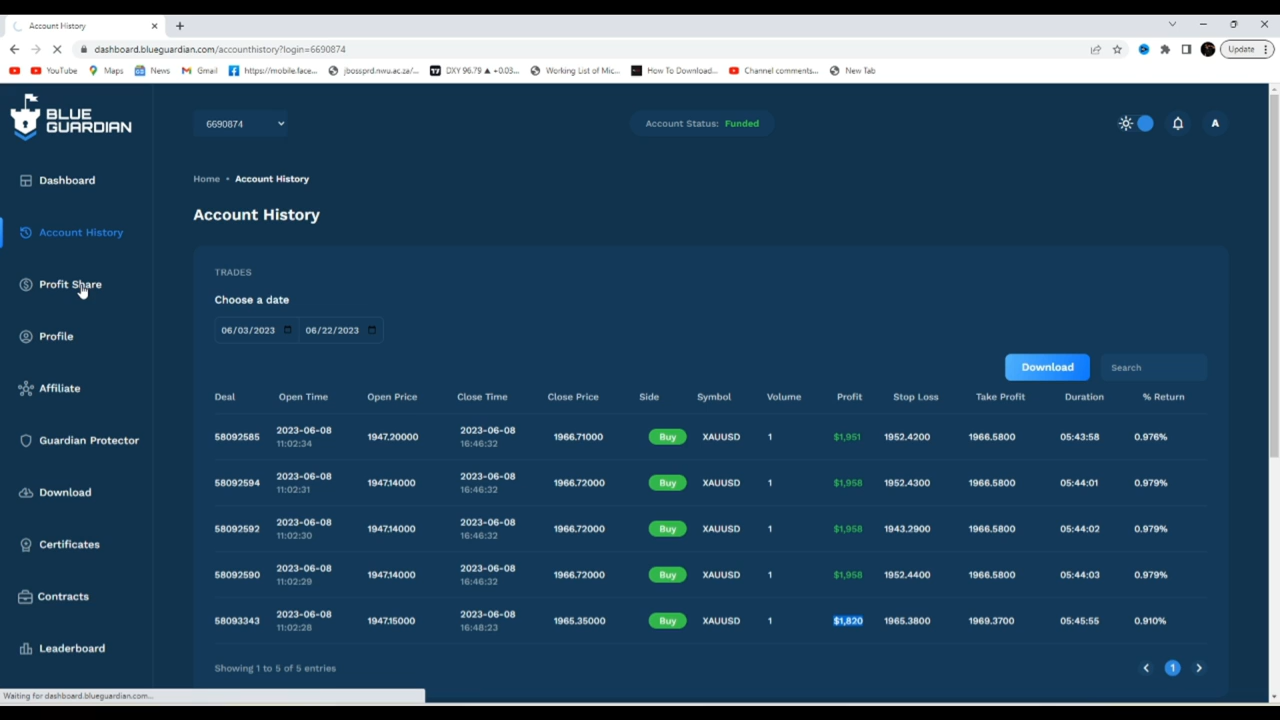 Account History
dashboard.blueguardian.com/accounthistory?login=6690874
Update
YouTube
Maps
News
Gmail
https://mobile.face...
jbossprd.nwu.ac.za/...
DXY 96.79 ▲ +0.03...
Working List of Mic...
How To Download...
Channel comments...
New Tab
BLUE
GUARDIAN
6690874
Account Status: Funded
A
Dashboard
Account History
Profit Share
Profile
Affiliate
Guardian Protector
Download
Certificates
Contracts
Leaderboard
Home • Account History
Account History
TRADES
Choose a date
06/03/2023 06/22/2023
Download
Search
Deal Open Time Open Price Close Time Close Price Side Symbol Volume Profit Stop Loss Take Profit Duration % Return
58092585 2023-06-08 11:02:34 1947.20000 2023-06-08 16:46:32 1966.71000 Buy XAUUSD 1 $1,951 1952.4200 1966.5800 05:43:58 0.976%
58092594 2023-06-08 11:02:31 1947.14000 2023-06-08 16:46:32 1966.72000 Buy XAUUSD 1 $1,958 1952.4300 1966.5800 05:44:01 0.979%
58092592 2023-06-08 11:02:30 1947.14000 2023-06-08 16:46:32 1966.72000 Buy XAUUSD 1 $1,958 1943.2900 1966.5800 05:44:02 0.979%
58092590 2023-06-08 11:02:29 1947.14000 2023-06-08 16:46:32 1966.72000 Buy XAUUSD 1 $1,958 1952.4400 1966.5800 05:44:03 0.979%
58093343 2023-06-08 11:02:28 1947.15000 2023-06-08 16:48:23 1965.35000 Buy XAUUSD 1 $1,820 1965.3800 1969.3700 05:45:55 0.910%
Showing 1 to 5 of 5 entries
1
Waiting for dashboard.blueguardian.com...